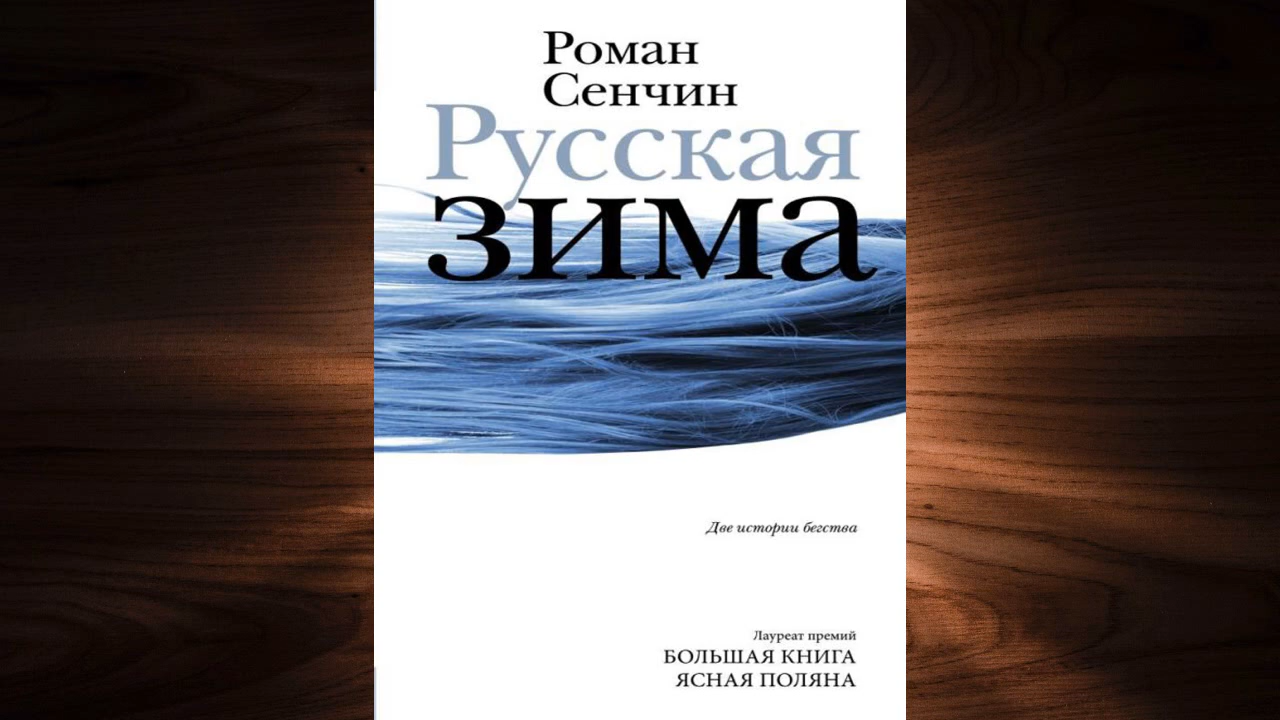 Роман
Сенчин
Русская
зима
Две истории бегства
Лауреат премий
БОЛЬШАЯ КНИГА
ЯСНАЯ ПОЛЯНА